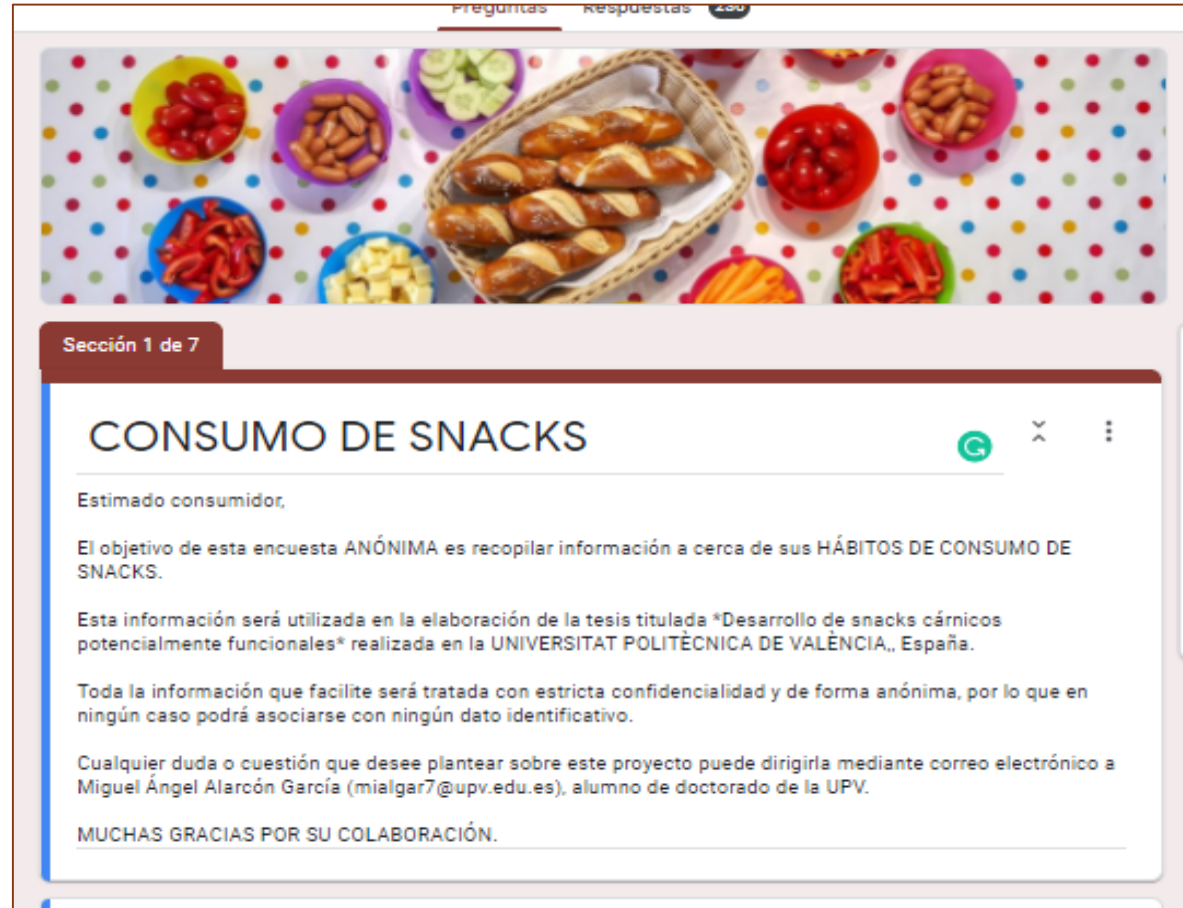 Preguntas Respuestas
Sección 1 de 7
CONSUMO DE SNACKS
Estimado consumidor,
El objetivo de esta encuesta ANÓNIMA es recopilar información a cerca de sus HÁBITOS DE CONSUMO DE
SNACKS.
Esta información será utilizada en la elaboración de la tesis titulada *Desarrollo de snacks cárnicos
potencialmente funcionales* realizada en la UNIVERSITAT POLITÈCNICA DE VALÈNCIA,, España.
Toda la información que facilite será tratada con estricta confidencialidad y de forma anónima, por lo que en
ningún caso podrá asociarse con ningún dato identificativo.
Cualquier duda o cuestión que desee plantear sobre este proyecto puede dirigirla mediante correo electrónico a
Miguel Ángel Alarcón García (mialgar7@upv.edu.es), alumno de doctorado de la UPV.
MUCHAS GRACIAS POR SU COLABORACIÓN.